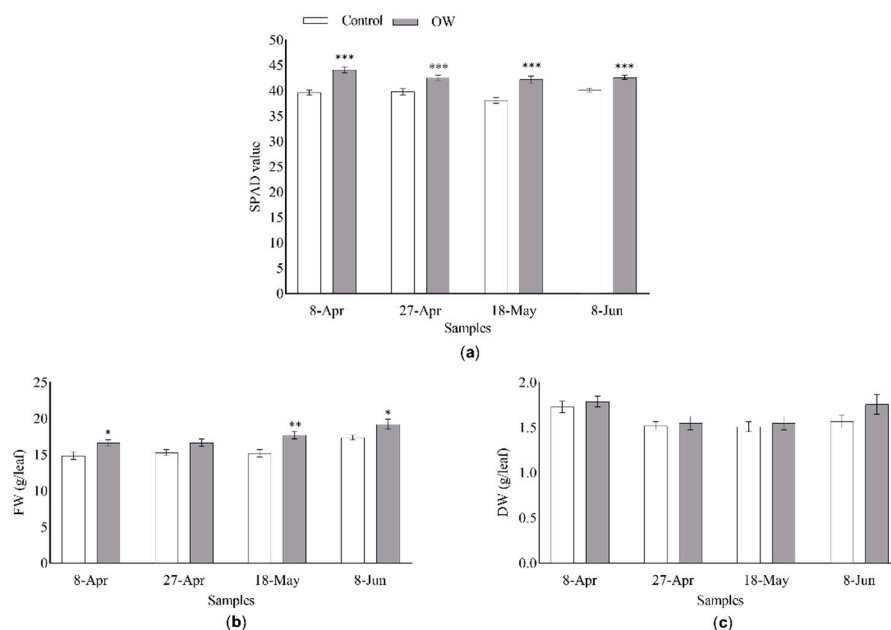 Control OW
50
45
40
35
30
25
20
15
10
5
0
SPAD value
*** *** *** ***
8-Apr 27-Apr 18-May 8-Jun
Samples
(a)
25
20
15
10
5
0
FW (g/leaf)
* ** *
8-Apr 27-Apr 18-May 8-Jun
Samples
(b)
2.0
1.5
1.0
0.5
0.0
DW (g/leaf)
8-Apr 27-Apr 18-May 8-Jun
Samples
(c)